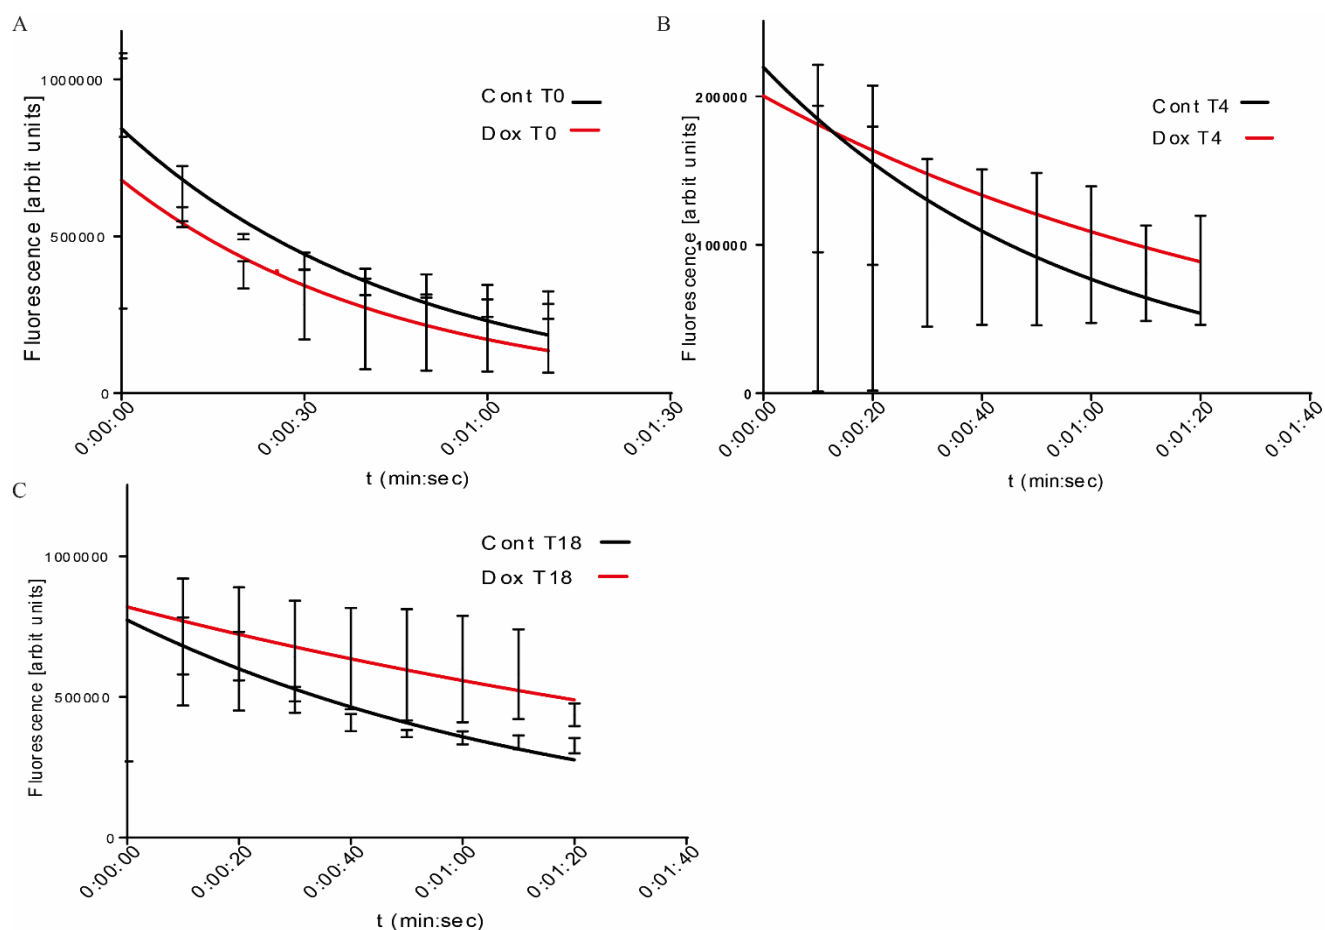 A
Fluorescence [arbit units]
1000000
500000
0
Cont T0
Dox T0
0:00:00
0:00:30
0:01:00
0:01:30
t (min:sec)
B
Fluorescence [arbit units]
200000
100000
0
Cont T4
Dox T4
0:00:00
0:00:20
0:00:40
0:01:00
0:01:20
0:01:40
t (min:sec)
C
Fluorescence [arbit units]
1000000
500000
0
Cont T18
Dox T18
0:00:00
0:00:20
0:00:40
0:01:00
0:01:20
0:01:40
t (min:sec)